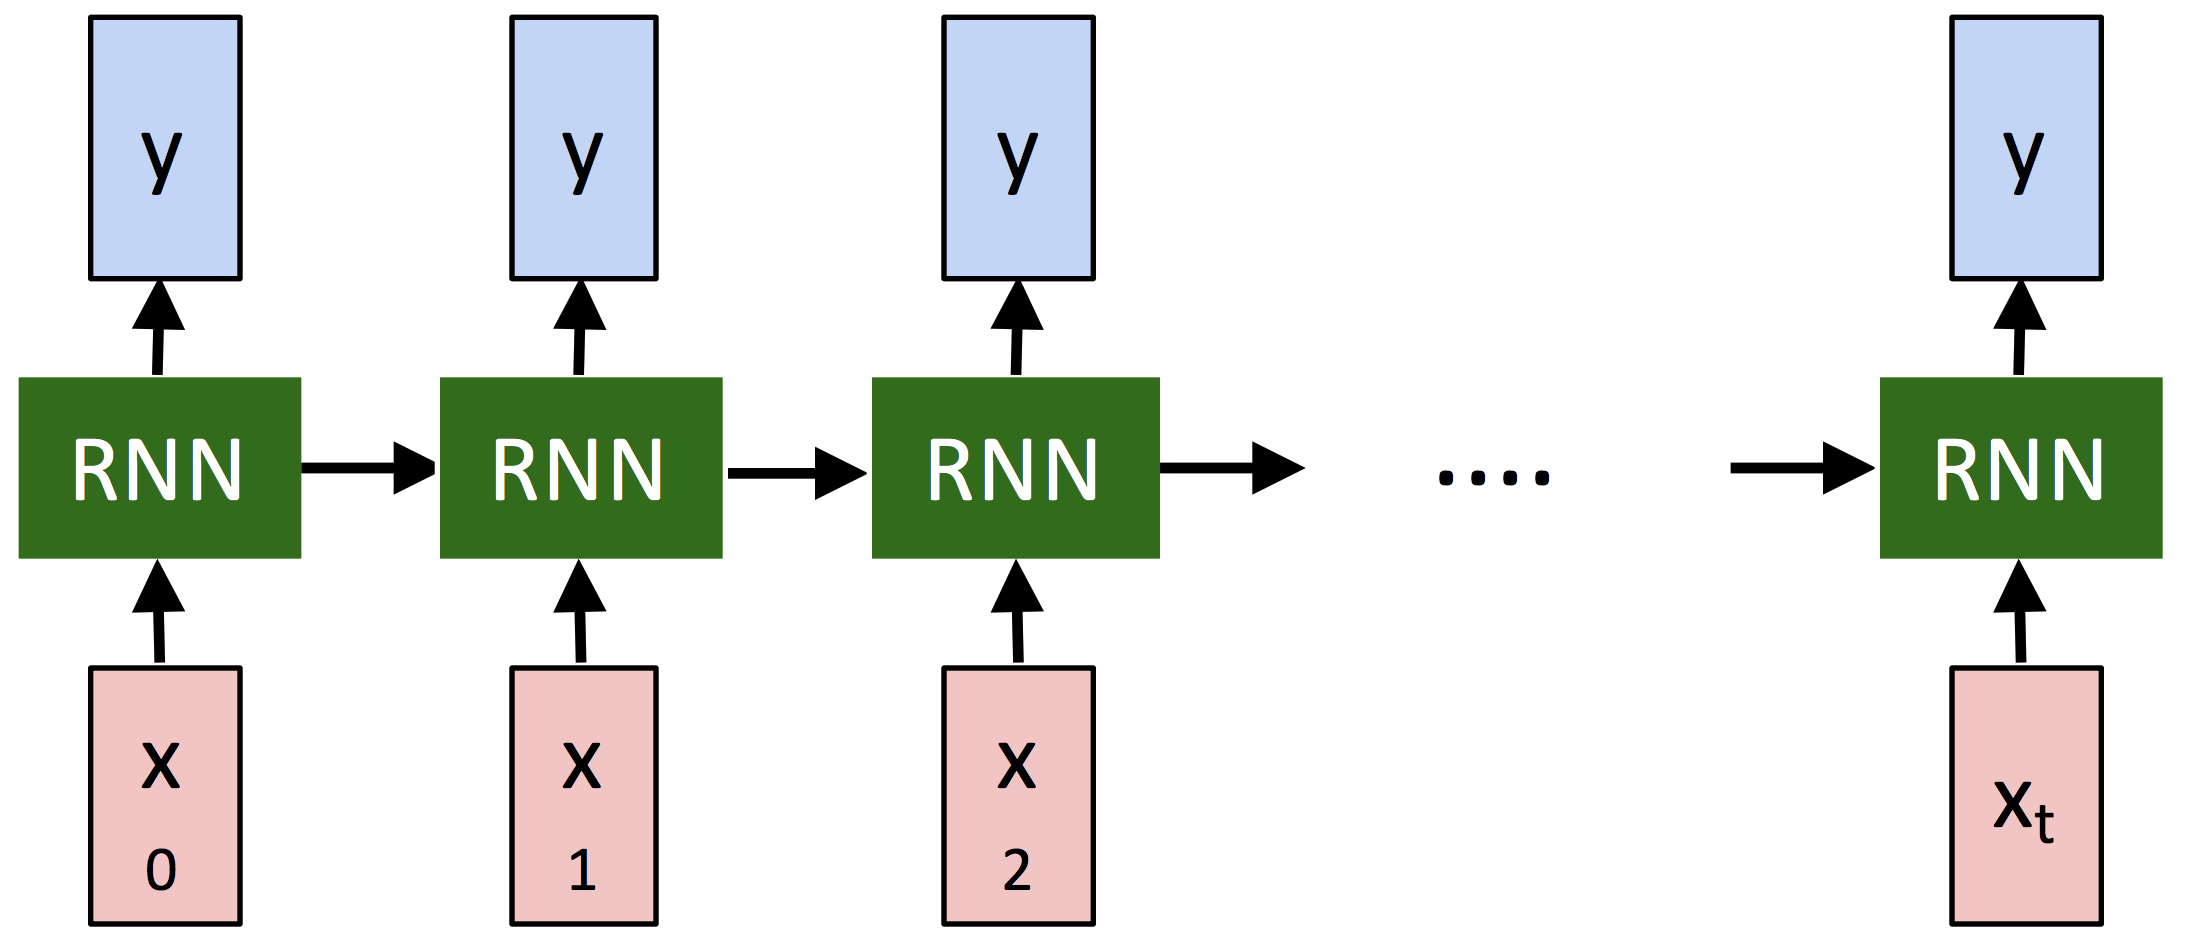 y y y y
RNN RNN RNN .... RNN
x x x xt
0 1 2